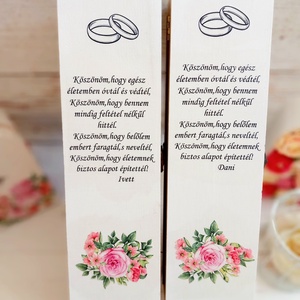 Köszönöm,hogy egész
életemben óvtál és védtél,
Köszönöm,hogy bennem
mindig feltétel nélkül
hittél.
Köszönöm,hogy belőlem
embert faragtál,s neveltél,
Köszönöm,hogy életemnek
biztos alapot építettél!
Ivett
Köszönöm,hogy egész
életemben óvtál és védtél,
Köszönöm,hogy bennem
mindig feltétel nélkül
hittél.
Köszönöm,hogy belőlem
embert faragtál,s neveltél,
Köszönöm,hogy életemnek
biztos alapot építettél!
Dani